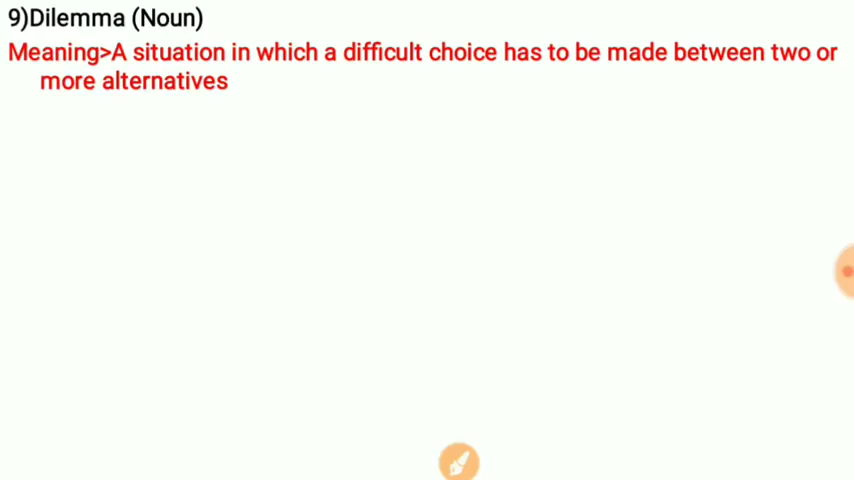 9)Dilemma (Noun)
Meaning>A situation in which a difficult choice has to be made between two or
more alternatives